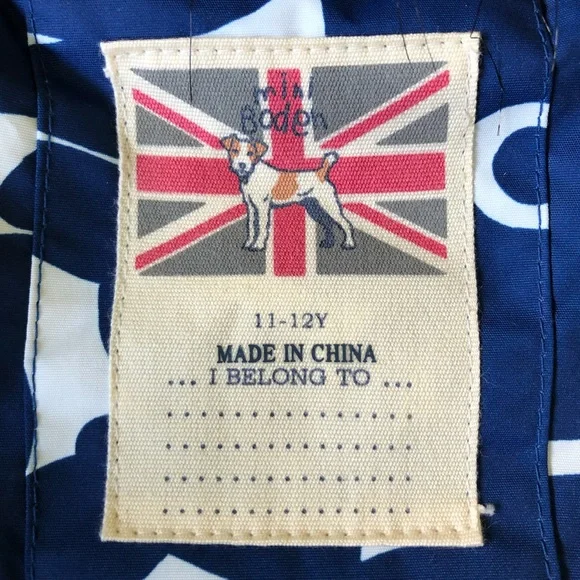 mini
Boden
11-12Y
MADE IN CHINA
... I BELONG TO ...